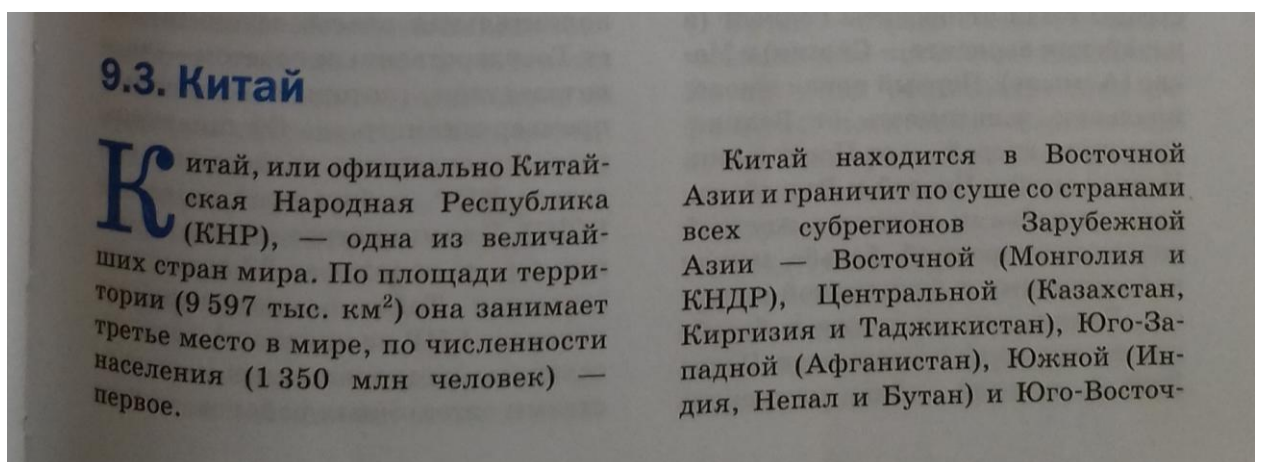 9.3. Китай
Китай, или официально Китай-
ская Народная Республика
(КНР), — одна из величай-
ших стран мира. По площади терри-
тории (9 597 тыс. км²) она занимает
третье место в мире, по численности
населения (1 350 млн человек) —
первое.
Китай находится в Восточной
Азии и граничит по суше со странами
всех субрегионов Зарубежной
Азии — Восточной (Монголия и
КНДР), Центральной (Казахстан,
Киргизия и Таджикистан), Юго-За-
падной (Афганистан), Южной (Ин-
дия, Непал и Бутан) и Юго-Восточ-